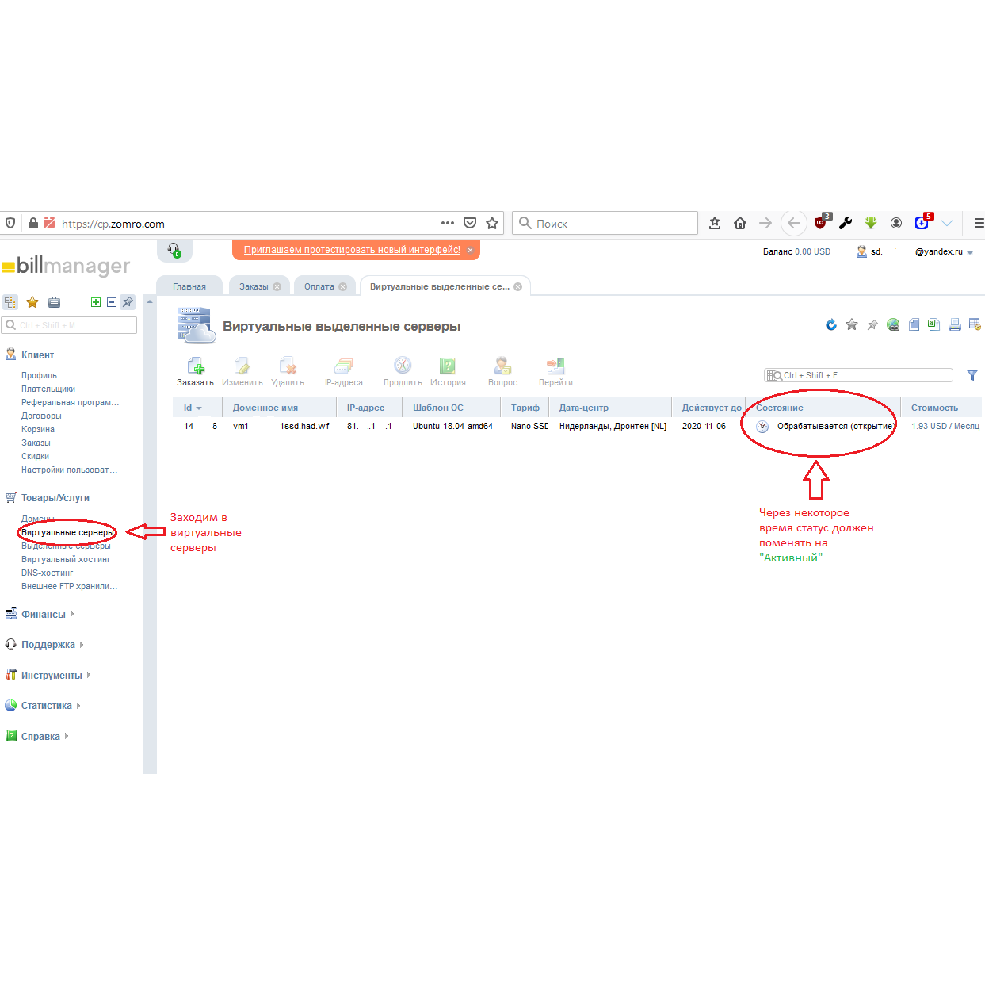 https://cp.zomro.com
Поиск
3
5
billmanager
Приглашаем протестировать новый интерфейс!
Баланс 0.00 USD
sd.
@yandex.ru
Главная
Заказы
Оплата
Виртуальные выделенные се...
Ctrl + Shift + M
Виртуальные выделенные серверы
Клиент
Профиль
Плательщики
Реферальная програм...
Договоры
Корзина
Заказы
Скидки
Настройки пользоват...
Заказать Изменить Удалить IP-адреса Продлить История Вопрос Перейти
Ctrl + Shift + F
Id Доменное имя IP-адрес Шаблон ОС Тариф Дата-центр Действует до Состояние Стоимость
14 6 vm1 1ssd.had.wf 81. .1 .1 Ubuntu-18.04-amd64 Nano-SSD Нидерланды, Дронтен [NL] 2020-11-06 Обрабатывается (открытие) 1.93 USD / Месяц
Товары/Услуги
Домены
Виртуальные серверы
Выделенные серверы
Виртуальный хостинг
DNS-хостинг
Внешнее FTP хранили...
Заходим в
виртуальные
серверы
Через некоторое
время статус должен
поменять на
"Активный"
Финансы
Поддержка
Инструменты
Статистика
Справка